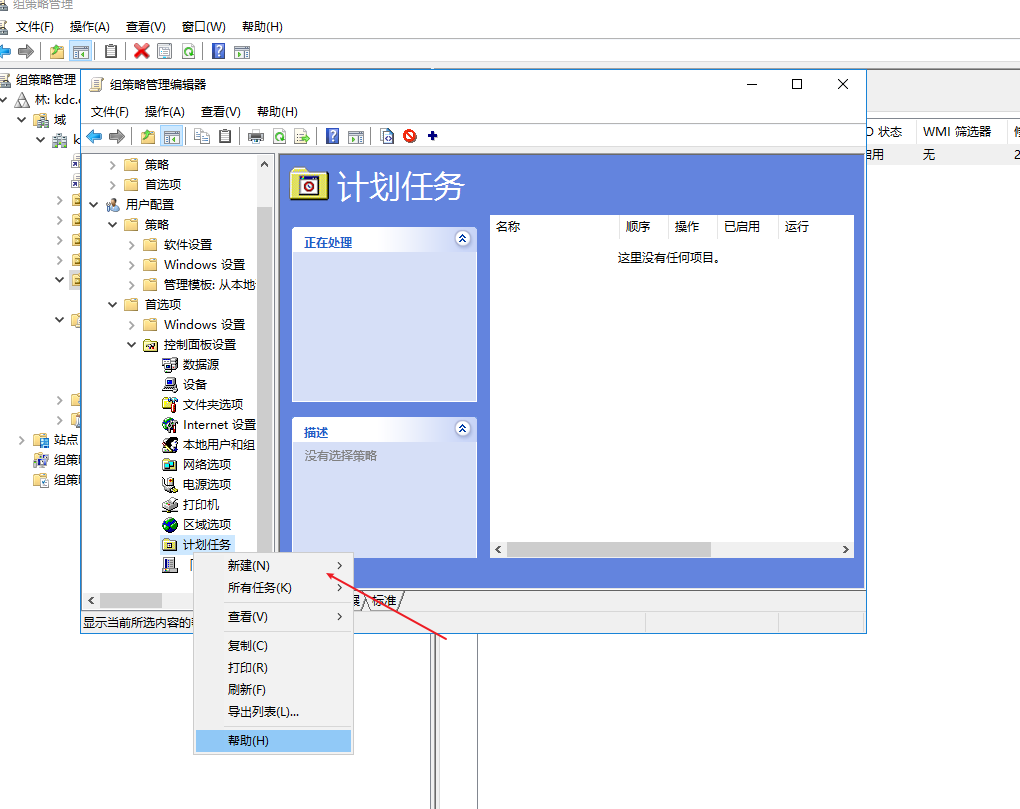 组策略管理
文件(F) 操作(A) 查看(V) 窗口(W) 帮助(H)
组策略管理
林: kdc.
域
站点
组策
组策
状态 WMI 筛选器
启用 无 2
组策略管理编辑器
文件(F) 操作(A) 查看(V) 帮助(H)
策略
首选项
用户配置
策略
软件设置
Windows 设置
管理模板: 从本地
首选项
Windows 设置
控制面板设置
数据源
设备
文件夹选项
Internet 设置
本地用户和组
网络选项
电源选项
打印机
区域选项
计划任务
计划任务
正在处理
描述
没有选择策略
名称 顺序 操作 已启用 运行
这里没有任何项目。
标准
显示当前所选内容的
新建(N)
所有任务(K)
查看(V)
复制(C)
打印(R)
刷新(F)
导出列表(L)...
帮助(H)